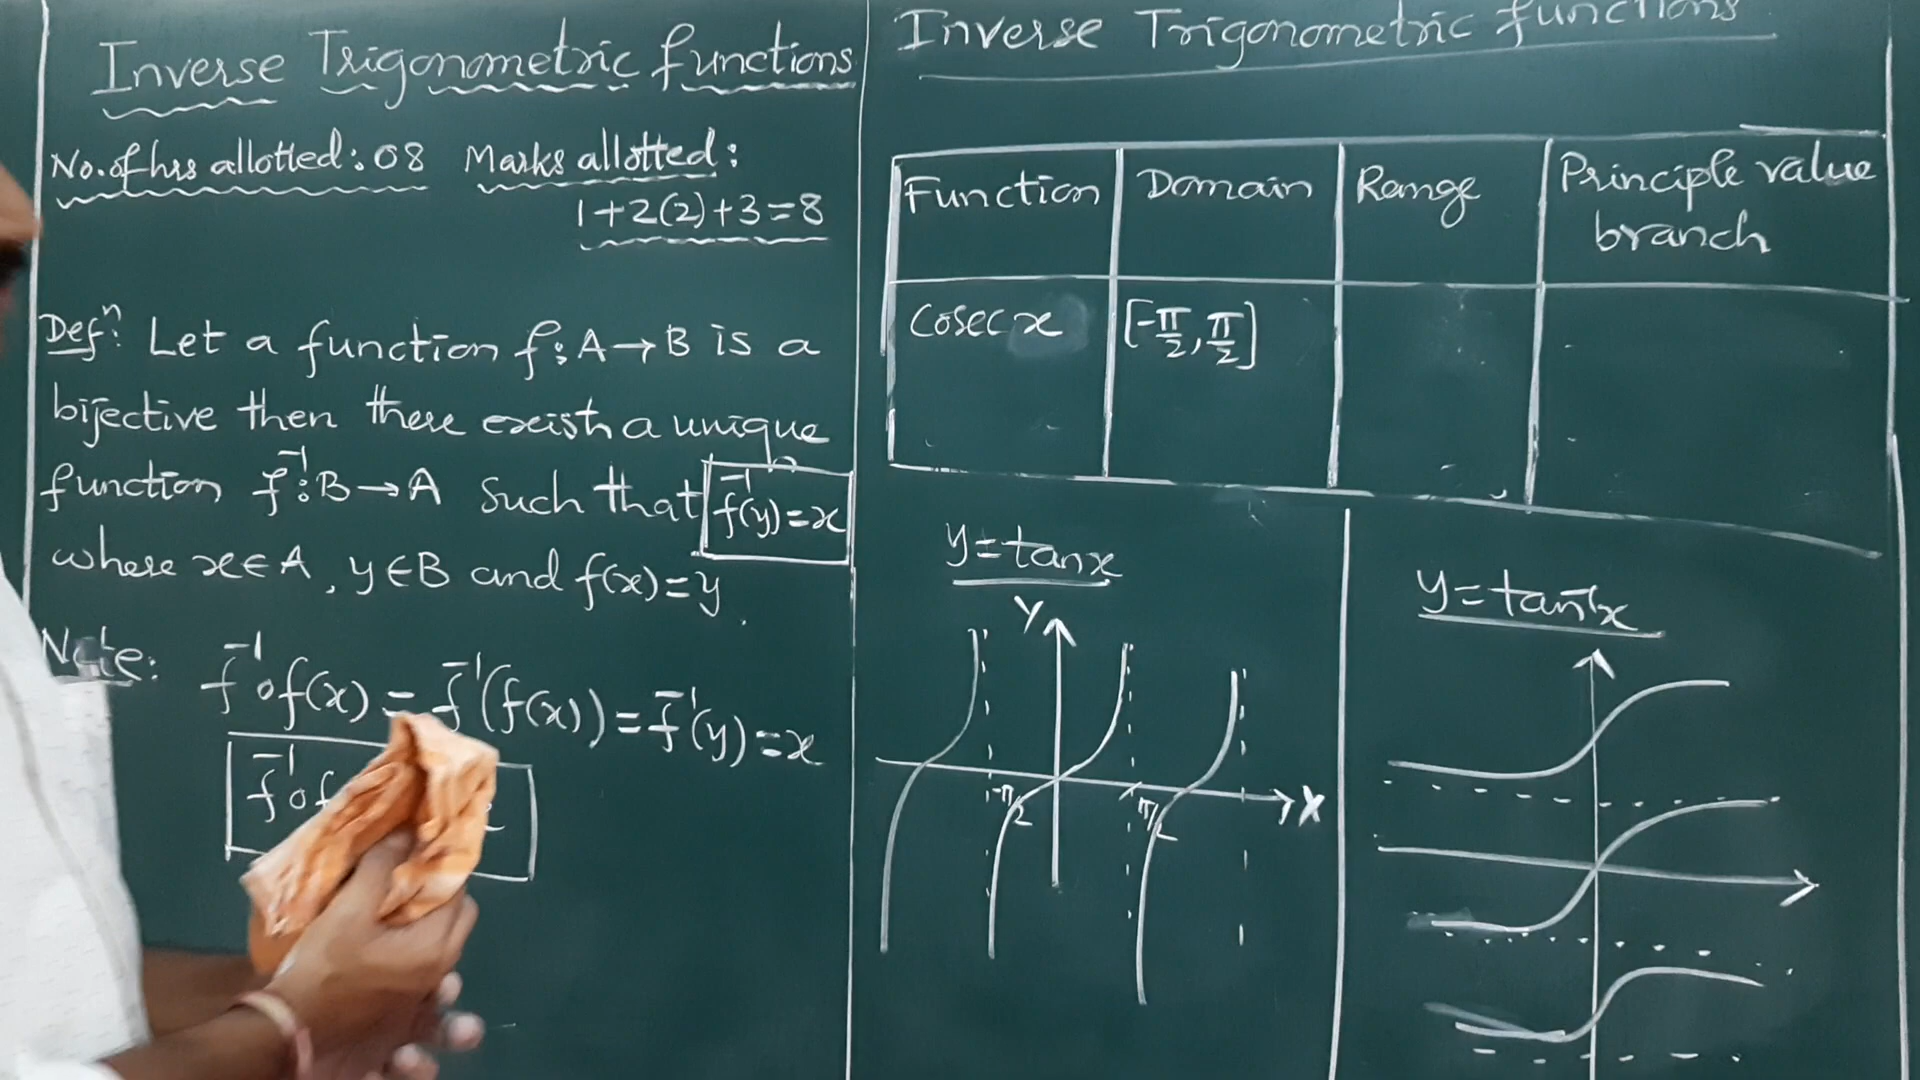 Inverse Trigonometric functions
No. of hrs allotted: 08 Marks allotted:
1+2(2)+3=8
Defⁿ: Let a function f:A→B is a
bijective then there exists a unique
function f⁻¹:B→A Such that f⁻¹(y)=x
where x∈A, y∈B and f(x)=y.
Note: f⁻¹of(x) = f⁻¹(f(x)) = f⁻¹(y) = x
f⁻¹of
Inverse Trigonometric functions
Function Domain Range Principle value
branch
Cosec x [-π/2, π/2]
y=tanx
Y
-π/2 π/2 X
y=tan⁻¹x